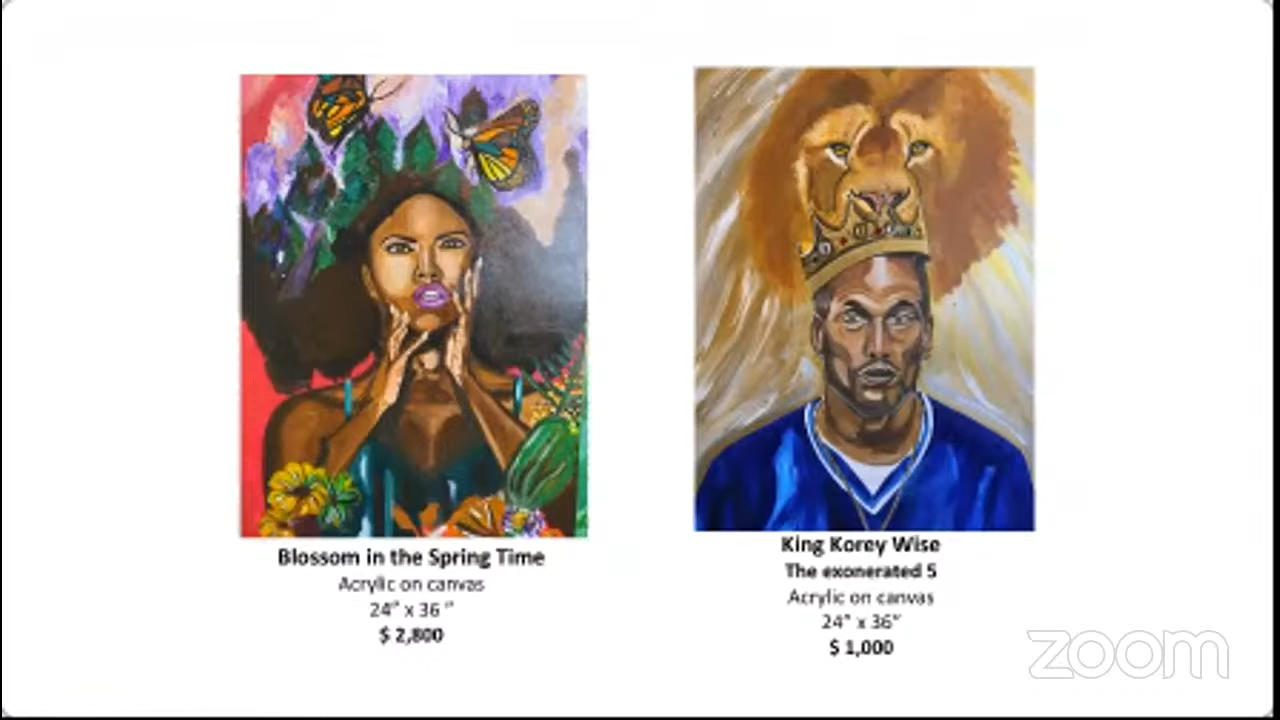 Blossom in the Spring Time
Acrylic on canvas
24" x 36 "
$ 2,800
King Korey Wise
The exonerated 5
Acrylic on canvas
24" x 36"
$ 1,000
zoom